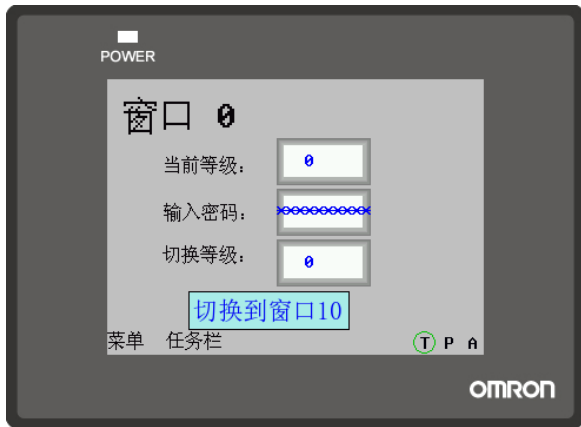 POWER
窗口 0
当前等级: 0
输入密码: ××××××××××
切换等级: 0
切换到窗口10
菜单 任务栏 T P A
OMRON